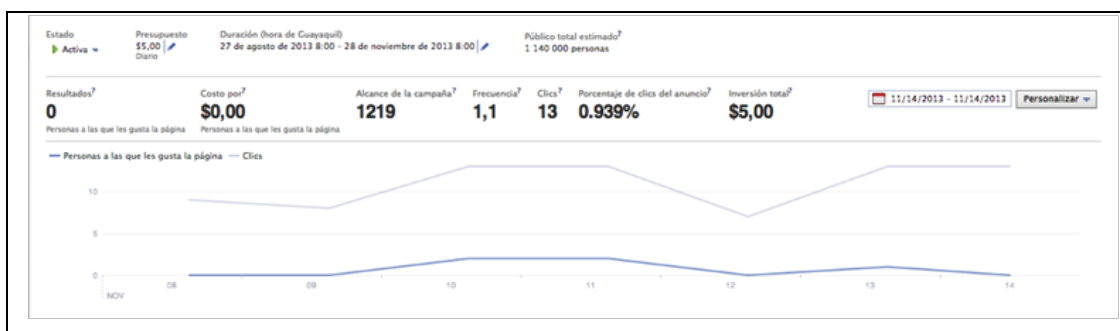 Estado Presupuesto Duración (hora de Guayaquil) Público total estimado?
Activa $5,00 27 de agosto de 2013 8:00 - 28 de noviembre de 2013 8:00 1 140 000 personas
Diario
Resultados? Costo por? Alcance de la campaña? Frecuencia? Clics? Porcentaje de clics del anuncio? Inversión total?
0 $0,00 1219 1,1 13 0.939% $5,00 11/14/2013 - 11/14/2013 Personalizar
Personas a las que les gusta la página Personas a las que les gusta la página
Personas a las que les gusta la página Clics
10
5
0
08 09 10 11 12 13 14
NOV